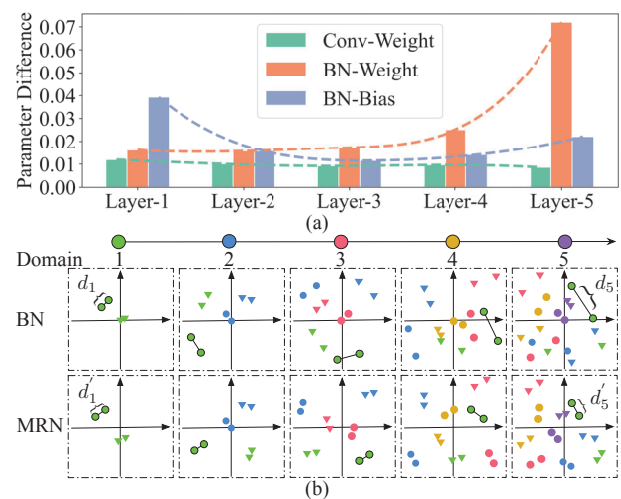 Parameter Difference
0.07
0.06
0.05
0.04
0.03
0.02
0.01
0.00
Conv-Weight
BN-Weight
BN-Bias
Layer-1 Layer-2 Layer-3 Layer-4 Layer-5
(a)
Domain 1 2 3 4 5
BN
d₁ d₅
MRN
d′₁ d′₅
(b)